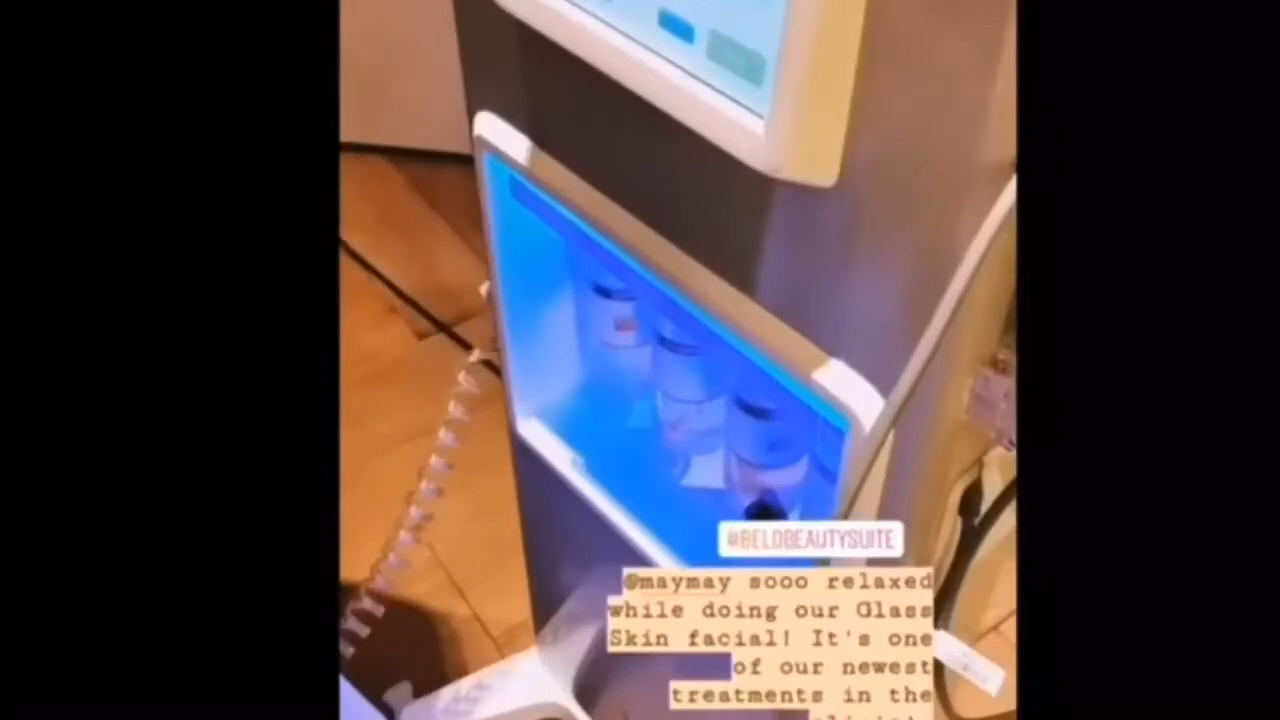 #BELOBEAUTYSUITE
@maymay sooo relaxed
while doing our Glass
Skin facial! It's one
of our newest
treatments in the